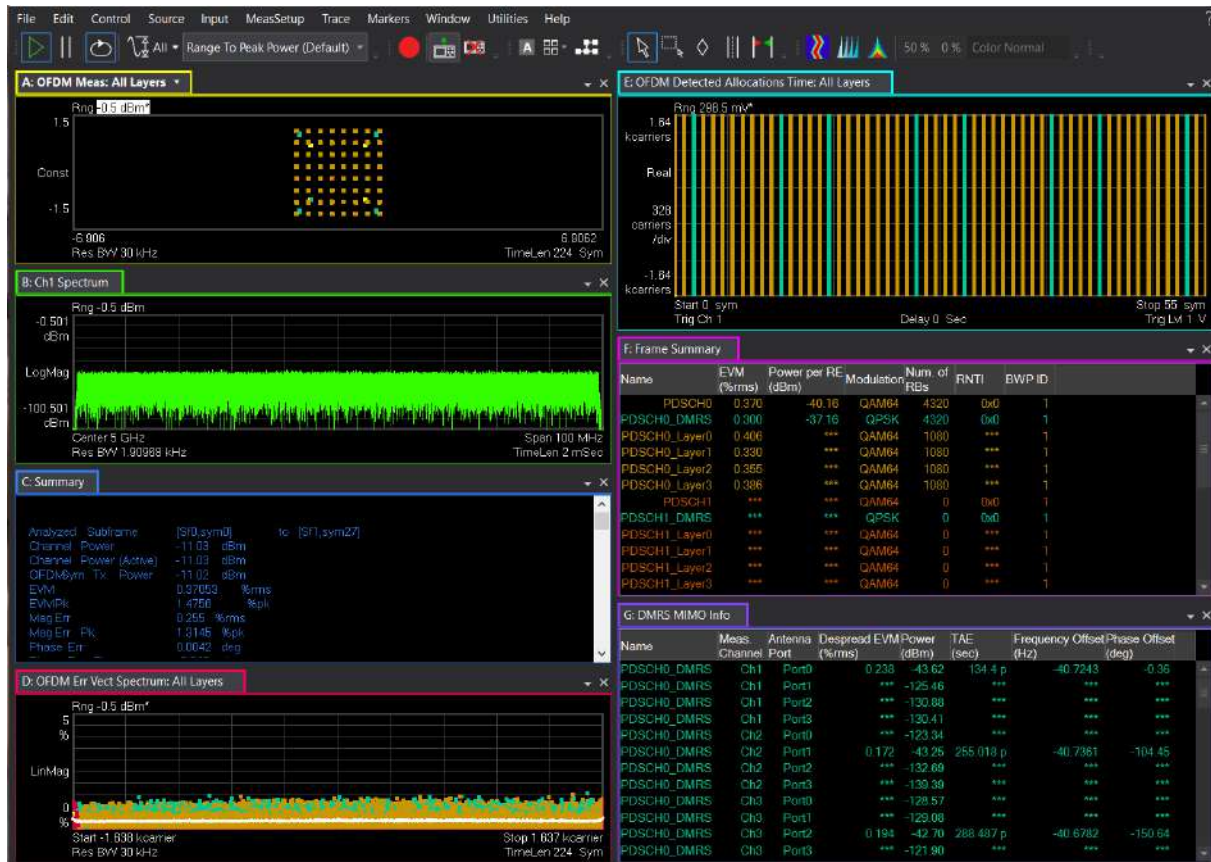 File Edit Control Source Input MeasSetup Trace Markers Window Utilities Help
All Range To Peak Power (Default) A 50 % 0 % Color Normal
A: OFDM Meas: All Layers
Rng -0.5 dBm*
1.5
Const
-1.5
-6.906 6.9062
Res BW 30 kHz TimeLen 224 Sym
B: Ch1 Spectrum
Rng -0.5 dBm
-0.501
dBm
LogMag
-100.501
dBm
Center 5 GHz Span 100 MHz
Res BW 1.90968 kHz TimeLen 2 mSec
C: Summary
Analyzed Subframe [Sf0,sym0] to [Sf1,sym27]
Channel Power -11.03 dBm
Channel Power (Active) -11.03 dBm
OFDMSym Tx. Power -11.02 dBm
EVM 0.37053 %rms
EVMPk 1.4756 %pk
Mag Err 0.255 %rms
Mag Err Pk 1.3145 %pk
Phase Err 0.0042 deg
D: OFDM Err Vect Spectrum: All Layers
Rng -0.5 dBm*
5
%
LinMag
0
%
Start -1.638 kcarrier Stop 1.637 kcarrier
Res BW 30 kHz TimeLen 224 Sym
E: OFDM Detected Allocations Time: All Layers
Rng 298.5 mV*
1.64
kcarriers
Real
328
carriers
/div
-1.64
kcarriers
Start 0 sym Stop 55 sym
Trig Ch 1 Delay 0 Sec Trig Lvl 1 V
F: Frame Summary
Name EVM (%rms) Power per RE (dBm) Modulation Num. of RBs RNTI BWP ID
PDSCH0 0.370 -40.16 QAM64 4320 0x0 1
PDSCH0_DMRS 0.300 -37.16 QPSK 4320 0x0 1
PDSCH0_Layer0 0.406 *** QAM64 1080 *** 1
PDSCH0_Layer1 0.330 *** QAM64 1080 *** 1
PDSCH0_Layer2 0.355 *** QAM64 1080 *** 1
PDSCH0_Layer3 0.386 *** QAM64 1080 *** 1
PDSCH1 *** *** QAM64 0 0x0 1
PDSCH1_DMRS *** *** QPSK 0 0x0 1
PDSCH1_Layer0 *** *** QAM64 0 *** 1
PDSCH1_Layer1 *** *** QAM64 0 *** 1
PDSCH1_Layer2 *** *** QAM64 0 *** 1
PDSCH1_Layer3 *** *** QAM64 0 *** 1
G: DMRS MIMO Info
Name Meas. Channel Antenna Port Despread EVM (%rms) Power (dBm) TAE (sec) Frequency Offset (Hz) Phase Offset (deg)
PDSCH0_DMRS Ch1 Port0 0.238 -43.62 134.4 p -40.7243 -0.36
PDSCH0_DMRS Ch1 Port1 *** -125.46 *** *** ***
PDSCH0_DMRS Ch1 Port2 *** -130.88 *** *** ***
PDSCH0_DMRS Ch1 Port3 *** -130.41 *** *** ***
PDSCH0_DMRS Ch2 Port0 *** -123.34 *** *** ***
PDSCH0_DMRS Ch2 Port1 0.172 -43.25 255.018 p -40.7361 -104.45
PDSCH0_DMRS Ch2 Port2 *** -132.69 *** *** ***
PDSCH0_DMRS Ch2 Port3 *** -139.39 *** *** ***
PDSCH0_DMRS Ch3 Port0 *** -128.57 *** *** ***
PDSCH0_DMRS Ch3 Port1 *** -129.08 *** *** ***
PDSCH0_DMRS Ch3 Port2 0.194 -42.70 288.487 p -40.6782 -150.64
PDSCH0_DMRS Ch3 Port3 *** -121.90 *** *** ***